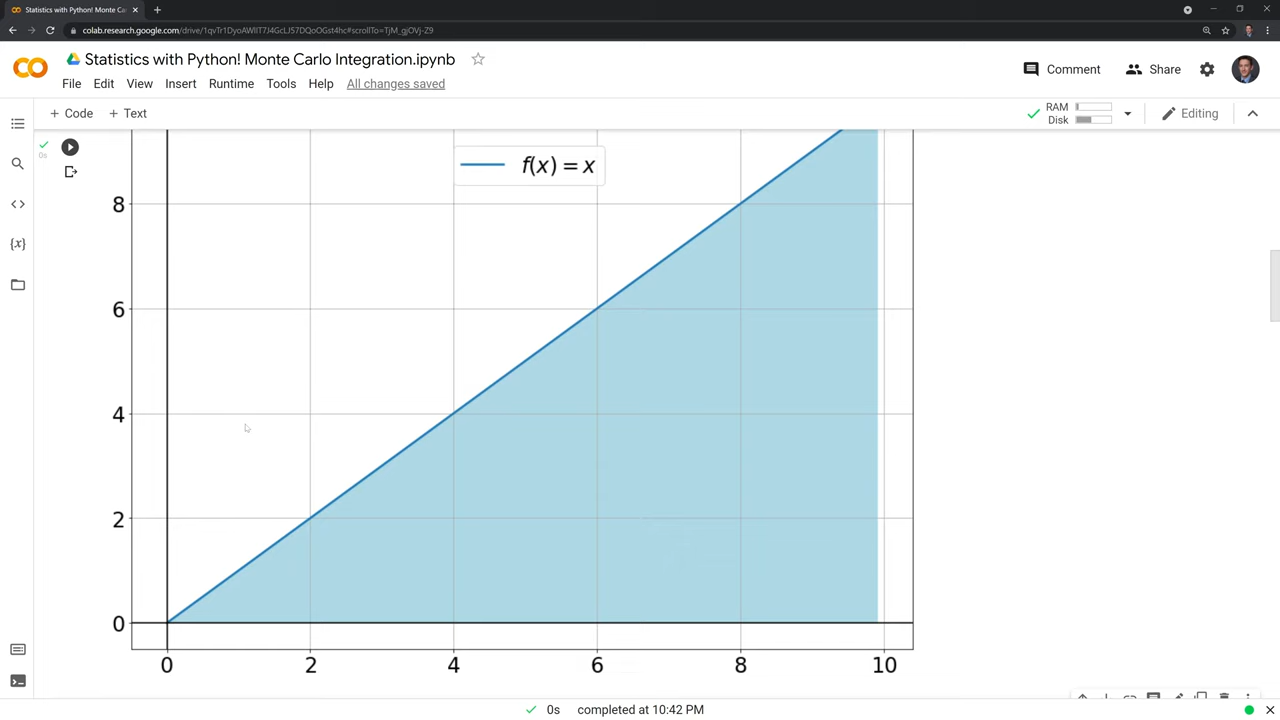 Statistics with Python! Monte Ca
colab.research.google.com/drive/1qvTr1DyoAWIIT7J4GcLJ57DQoOGst4hc#scrollTo=TjM_gjOVj-Z9
Statistics with Python! Monte Carlo Integration.ipynb
File Edit View Insert Runtime Tools Help All changes saved
Comment Share
+ Code + Text
RAM
Disk
Editing
0s
f(x) = x
8
6
4
2
0
0 2 4 6 8 10
{x}
0s completed at 10:42 PM